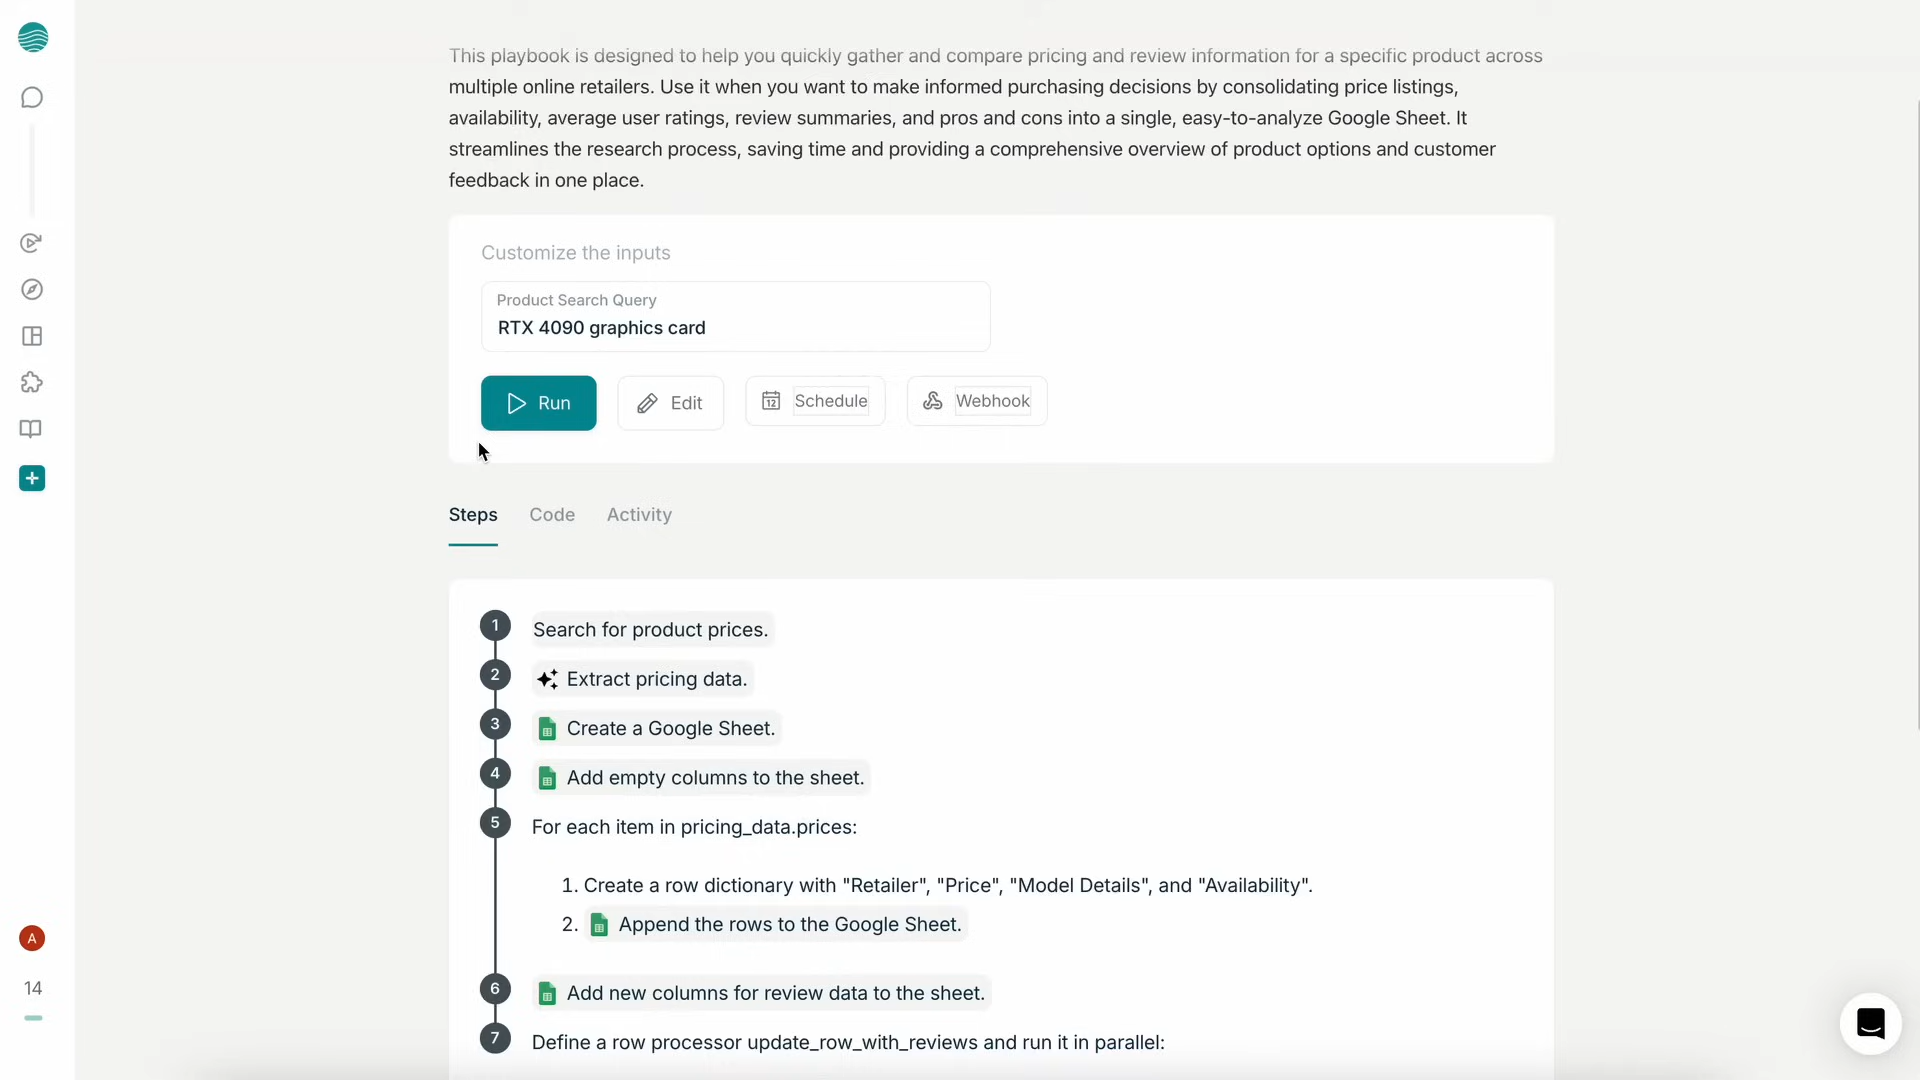 This playbook is designed to help you quickly gather and compare pricing and review information for a specific product across
multiple online retailers. Use it when you want to make informed purchasing decisions by consolidating price listings,
availability, average user ratings, review summaries, and pros and cons into a single, easy-to-analyze Google Sheet. It
streamlines the research process, saving time and providing a comprehensive overview of product options and customer
feedback in one place.
Customize the inputs
Product Search Query
RTX 4090 graphics card
Run
Edit
12
Schedule
Webhook
Steps
Code
Activity
1
Search for product prices.
2
Extract pricing data.
3
Create a Google Sheet.
4
Add empty columns to the sheet.
5
For each item in pricing_data.prices:
1. Create a row dictionary with "Retailer", "Price", "Model Details", and "Availability".
2. Append the rows to the Google Sheet.
6
Add new columns for review data to the sheet.
7
Define a row processor update_row_with_reviews and run it in parallel:
A
14